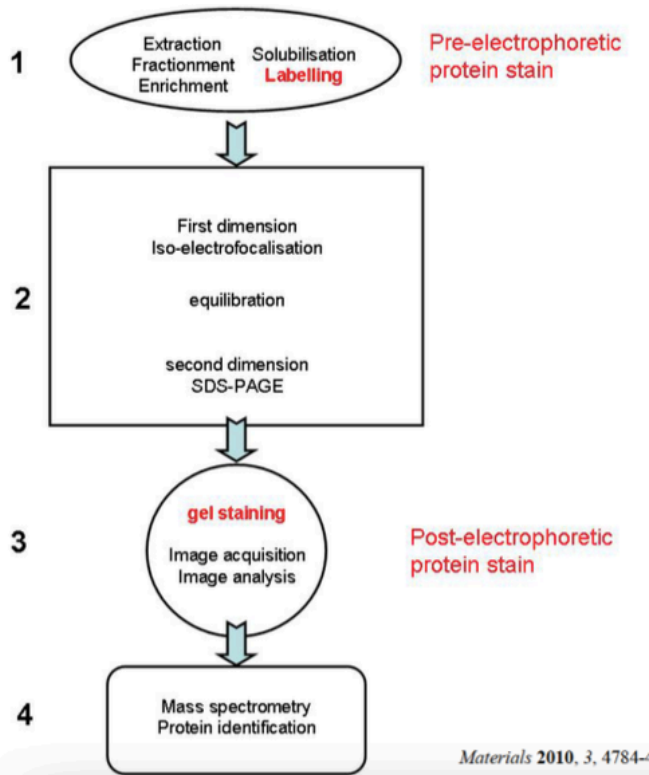 1
Extraction
Fractionment
Enrichment
Solubilisation
Labelling
Pre-electrophoretic
protein stain
2
First dimension
Iso-electrofocalisation
equilibration
second dimension
SDS-PAGE
3
gel staining
Image acquisition
Image analysis
Post-electrophoretic
protein stain
4
Mass spectrometry
Protein identification
Materials 2010, 3, 4784-4